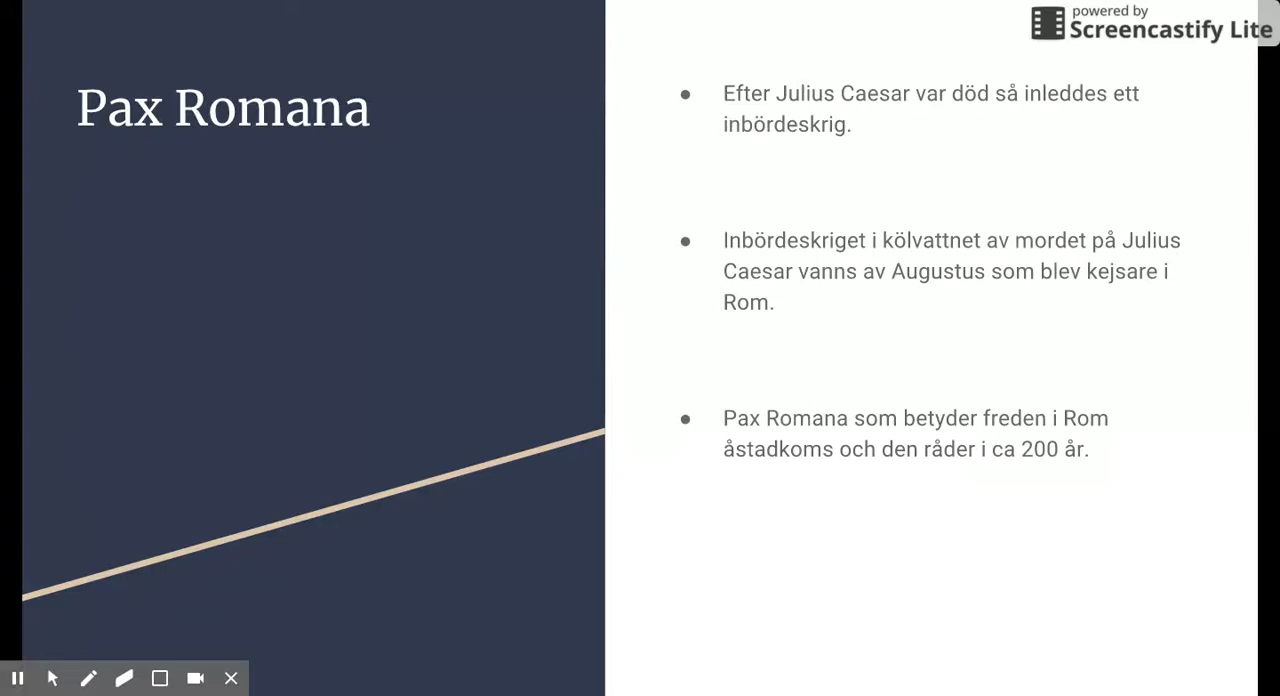 powered by
Screencastify Lite
Pax Romana
● Efter Julius Caesar var död så inleddes ett
inbördeskrig.
● Inbördeskriget i kölvattnet av mordet på Julius
Caesar vanns av Augustus som blev kejsare i
Rom.
● Pax Romana som betyder freden i Rom
åstadkoms och den råder i ca 200 år.